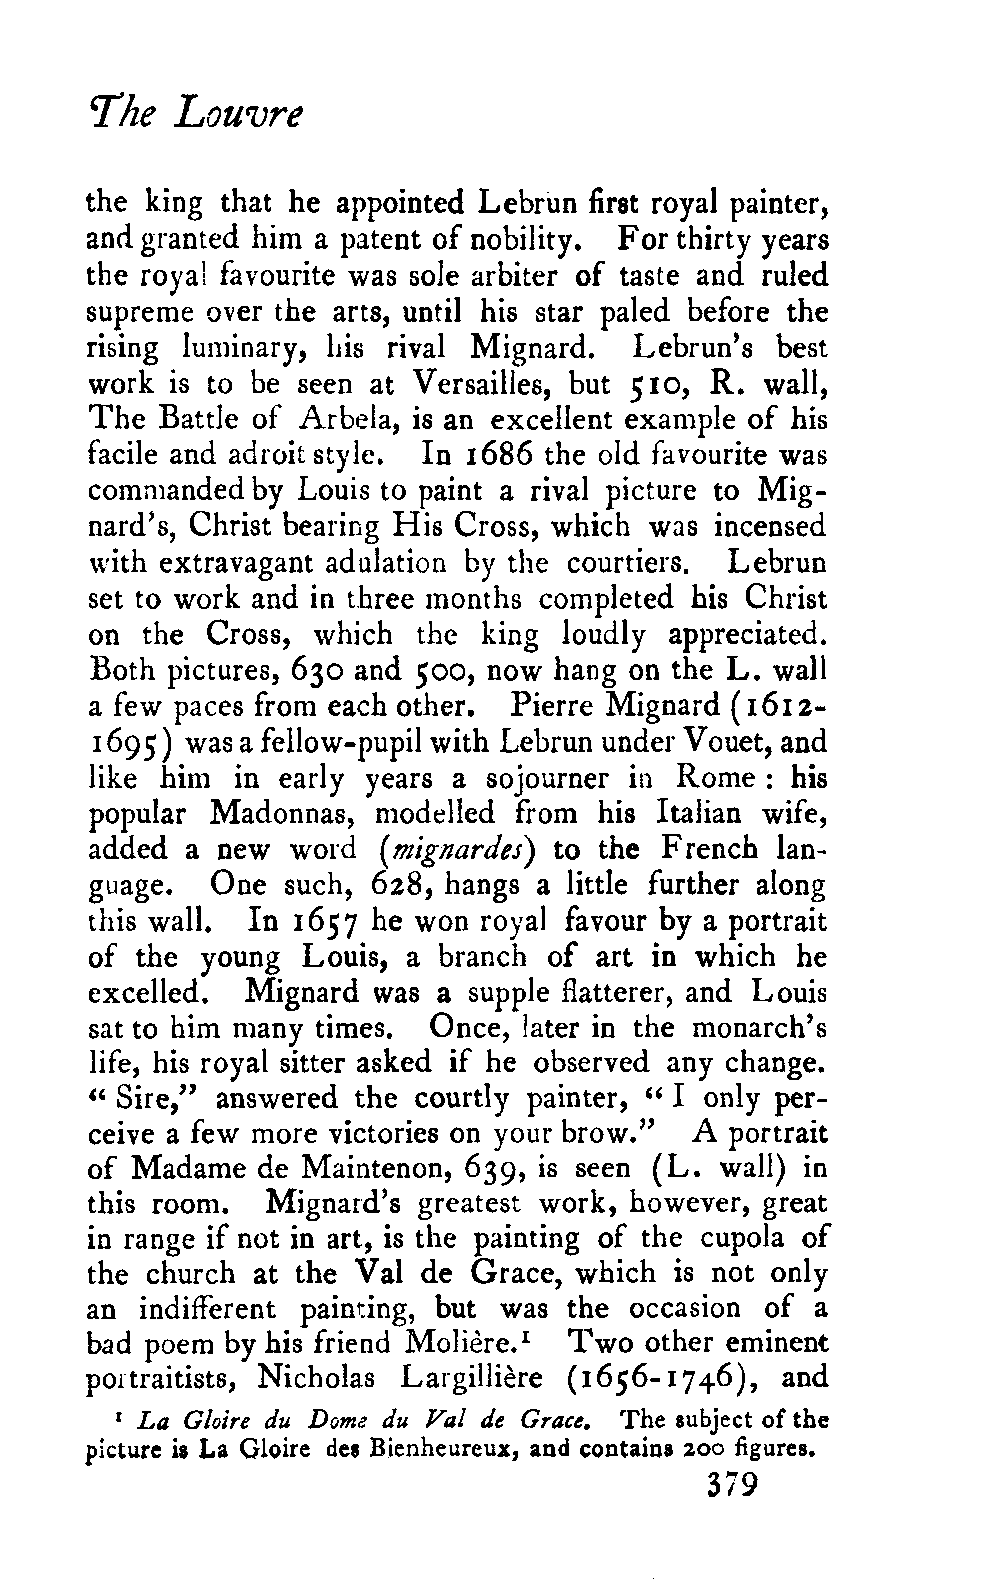 The Louvre
the king that he appointed Lebrun first royal painter,
and granted him a patent of nobility. For thirty years
the royal favourite was sole arbiter of taste and ruled
supreme over the arts, until his star paled before the
rising luminary, his rival Mignard. Lebrun's best
work is to be seen at Versailles, but 510, R. wall,
The Battle of Arbela, is an excellent example of his
facile and adroit style. In 1686 the old favourite was
commanded by Louis to paint a rival picture to Mig-
nard's, Christ bearing His Cross, which was incensed
with extravagant adulation by the courtiers. Lebrun
set to work and in three months completed his Christ
on the Cross, which the king loudly appreciated.
Both pictures, 630 and 500, now hang on the L. wall
a few paces from each other. Pierre Mignard (1612-
1695) was a fellow-pupil with Lebrun under Vouet, and
like him in early years a sojourner in Rome: his
popular Madonnas, modelled from his Italian wife,
added a new word (mignardes) to the French lan-
guage. One such, 628, hangs a little further along
this wall. In 1657 he won royal favour by a portrait
of the young Louis, a branch of art in which he
excelled. Mignard was a supple flatterer, and Louis
sat to him many times. Once, later in the monarch's
life, his royal sitter asked if he observed any change.
"Sire," answered the courtly painter, "I only per-
ceive a few more victories on your brow." A portrait
of Madame de Maintenon, 639, is seen (L. wall) in
this room. Mignard's greatest work, however, great
in range if not in art, is the painting of the cupola of
the church at the Val de Grace, which is not only
an indifferent painting, but was the occasion of a
bad poem by his friend Molière.¹ Two other eminent
portraitists, Nicholas Largillière (1656-1746), and
¹ La Gloire du Dome du Val de Grace. The subject of the
picture is La Gloire des Bienheureux, and contains 200 figures.
379